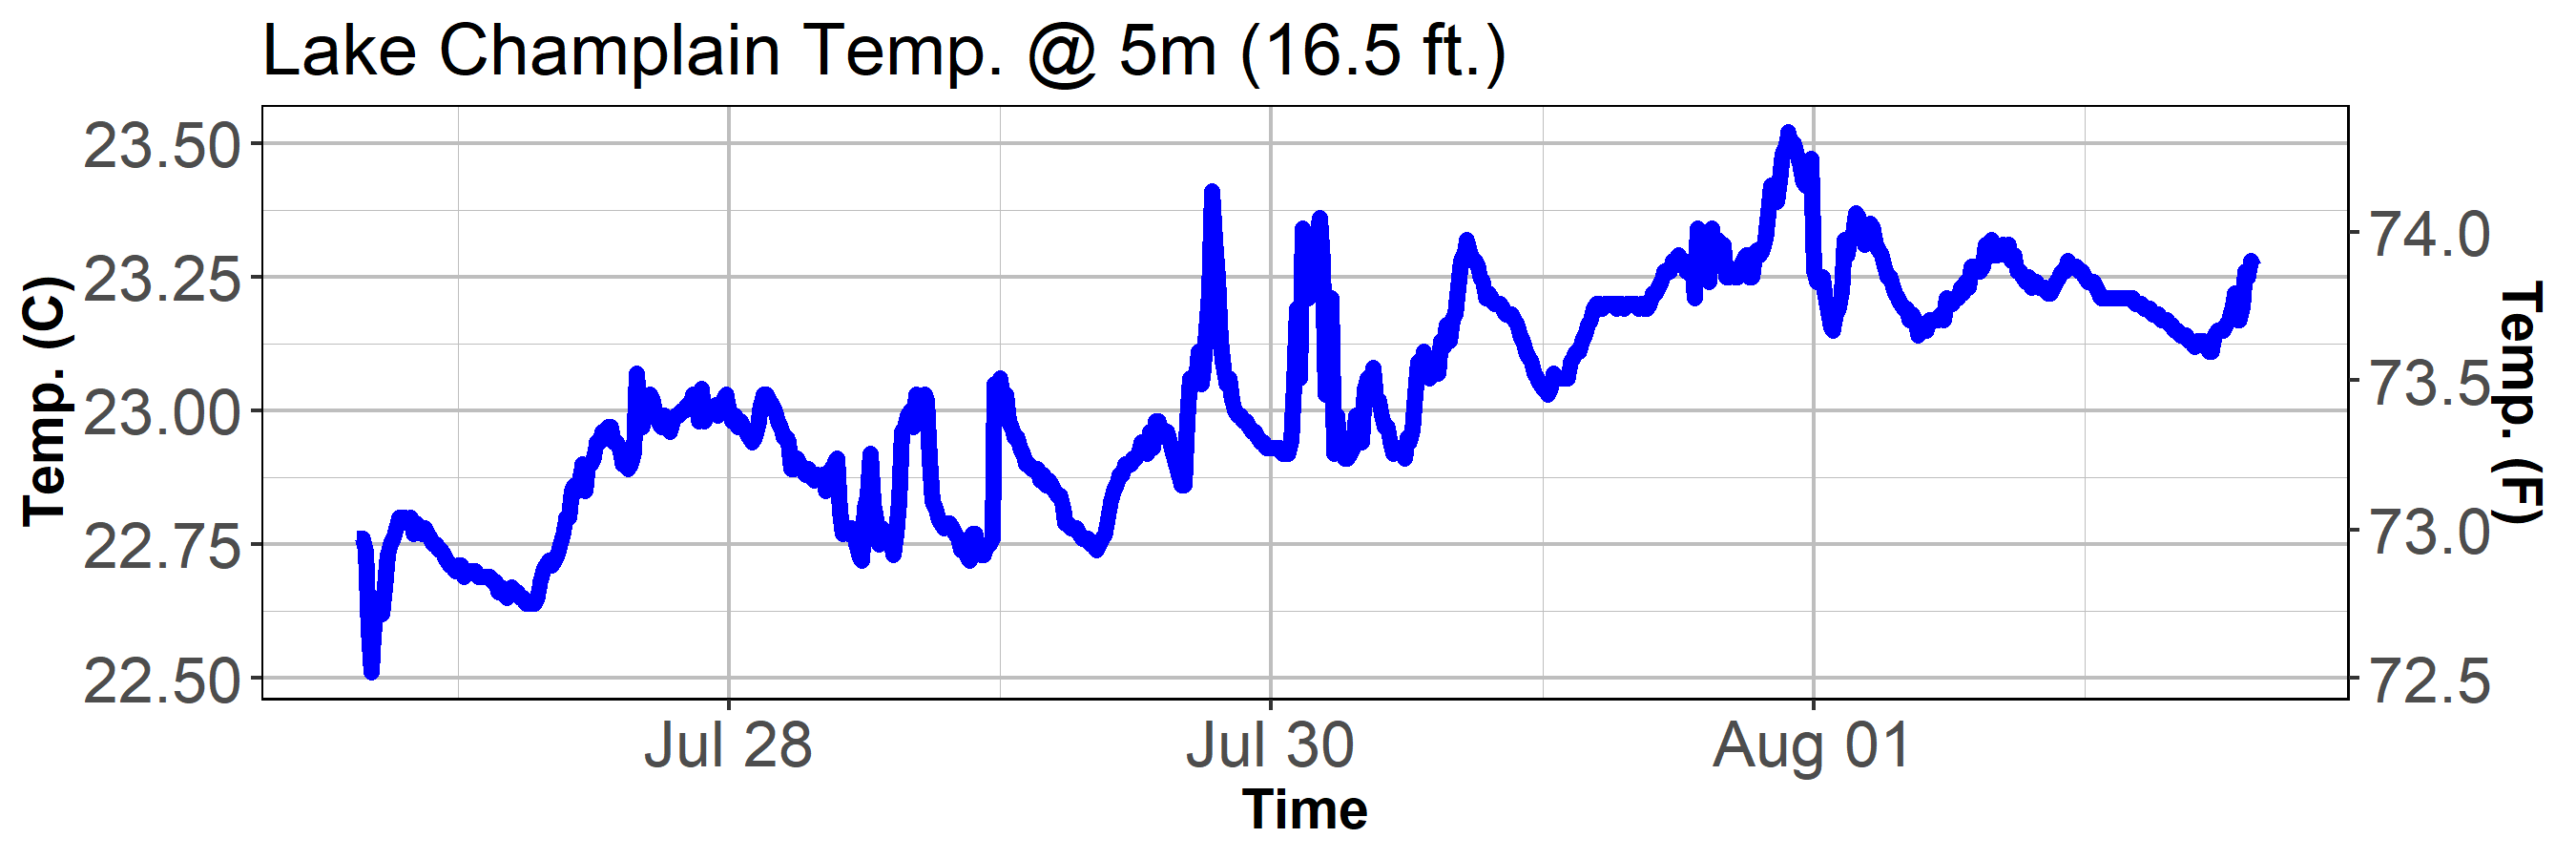 Lake Champlain Temp. @ 5m (16.5 ft.)
Temp. (C)
23.50
23.25
23.00
22.75
22.50
74.0
73.5
73.0
72.5
Temp. (F)
Jul 28
Jul 30
Aug 01
Time